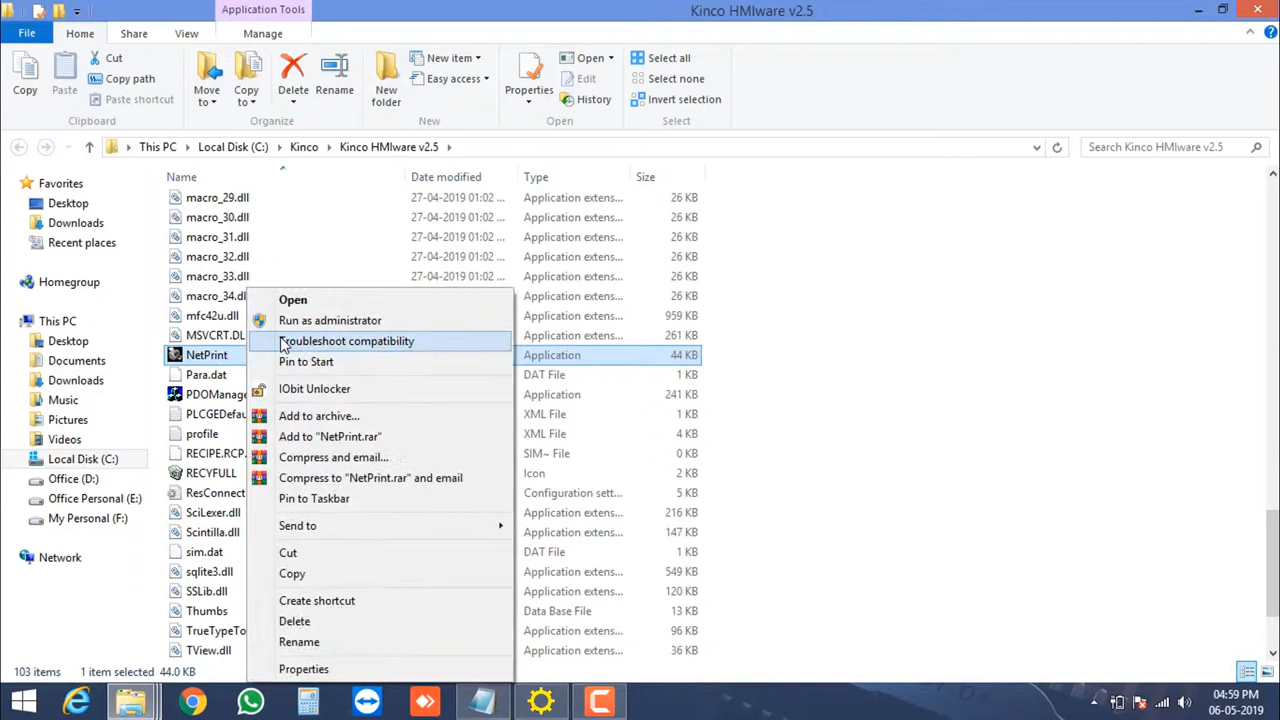 Application Tools
Kinco HMIware v2.5
File Home Share View Manage
Copy
Paste
Cut
Copy path
Paste shortcut
Clipboard
Move to
Copy to
Delete
Rename
Organize
New folder
New item
Easy access
New
Properties
Open
Edit
History
Open
Select all
Select none
Invert selection
Select
This PC Local Disk (C:) Kinco Kinco HMIware v2.5
Search Kinco HMIware v2.5
Favorites
Desktop
Downloads
Recent places
Homegroup
This PC
Desktop
Documents
Downloads
Music
Pictures
Videos
Local Disk (C:)
Office (D:)
Office Personal (E:)
My Personal (F:)
Network
Name Date modified Type Size
macro_29.dll 27-04-2019 01:02 ... Application extens... 26 KB
macro_30.dll 27-04-2019 01:02 ... Application extens... 26 KB
macro_31.dll 27-04-2019 01:02 ... Application extens... 26 KB
macro_32.dll 27-04-2019 01:02 ... Application extens... 26 KB
macro_33.dll 27-04-2019 01:02 ... Application extens... 26 KB
macro_34.dll Application extens... 26 KB
mfc42u.dll Application extens... 959 KB
MSVCRT.DL Application extens... 261 KB
NetPrint Application 44 KB
Para.dat DAT File 1 KB
PDOManage Application 241 KB
PLCGEDefau XML File 1 KB
profile XML File 4 KB
RECIPE.RCP. SIM~ File 0 KB
RECYFULL Icon 2 KB
ResConnect Configuration sett... 5 KB
SciLexer.dll Application extens... 216 KB
Scintilla.dll Application extens... 147 KB
sim.dat DAT File 1 KB
sqlite3.dll Application extens... 549 KB
SSLib.dll Application extens... 120 KB
Thumbs Data Base File 13 KB
TrueTypeTo Application extens... 96 KB
TView.dll Application extens... 36 KB
Open
Run as administrator
Troubleshoot compatibility
Pin to Start
IObit Unlocker
Add to archive...
Add to "NetPrint.rar"
Compress and email...
Compress to "NetPrint.rar" and email
Pin to Taskbar
Send to
Cut
Copy
Create shortcut
Delete
Rename
Properties
103 items 1 item selected 44.0 KB
04:59 PM
06-05-2019